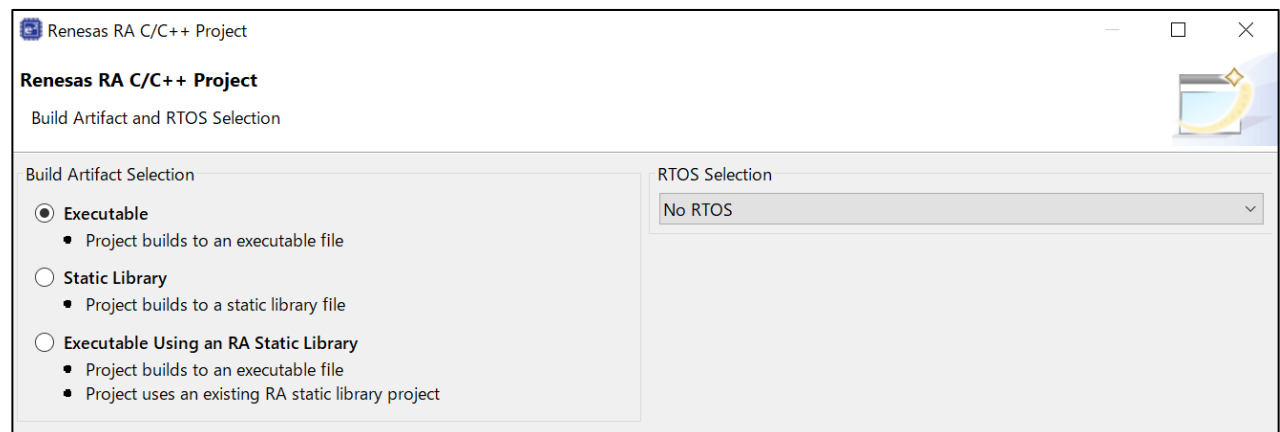 Renesas RA C/C++ Project
Renesas RA C/C++ Project
Build Artifact and RTOS Selection
Build Artifact Selection
Executable
• Project builds to an executable file
Static Library
• Project builds to a static library file
Executable Using an RA Static Library
• Project builds to an executable file
• Project uses an existing RA static library project
RTOS Selection
No RTOS